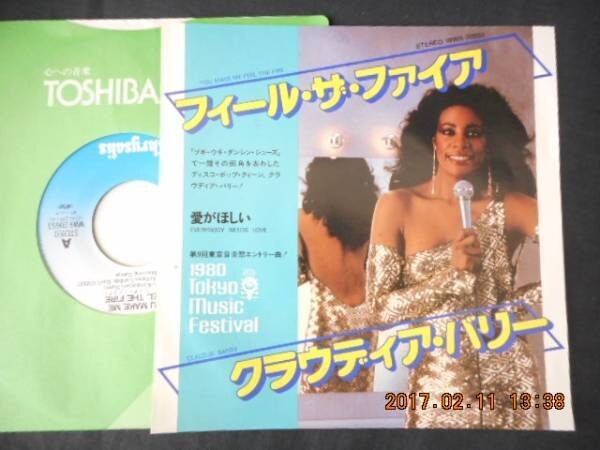 心への音楽
TOSHIBA
Chrysalis
A
STEREO
U MAKE ME
EL THE FIRE
STEREO WWR-20653
YOU MAKE ME FEEL THE FIRE
フィール・ザ・ファイア
「ブギ・ウギ・ダンシン・シューズ」
で一躍その頭角をあらわした
ディスコ・ポップ・クィーン、クラ
ウディア・バリー!
愛がほしい
EVERYBODY NEEDS LOVE
第9回東京音楽祭エントリー曲!
1980
Tokyo
Music
Festival
CLAUDJA BARRY
クラウディア・バリー
2017.02.11 13:38